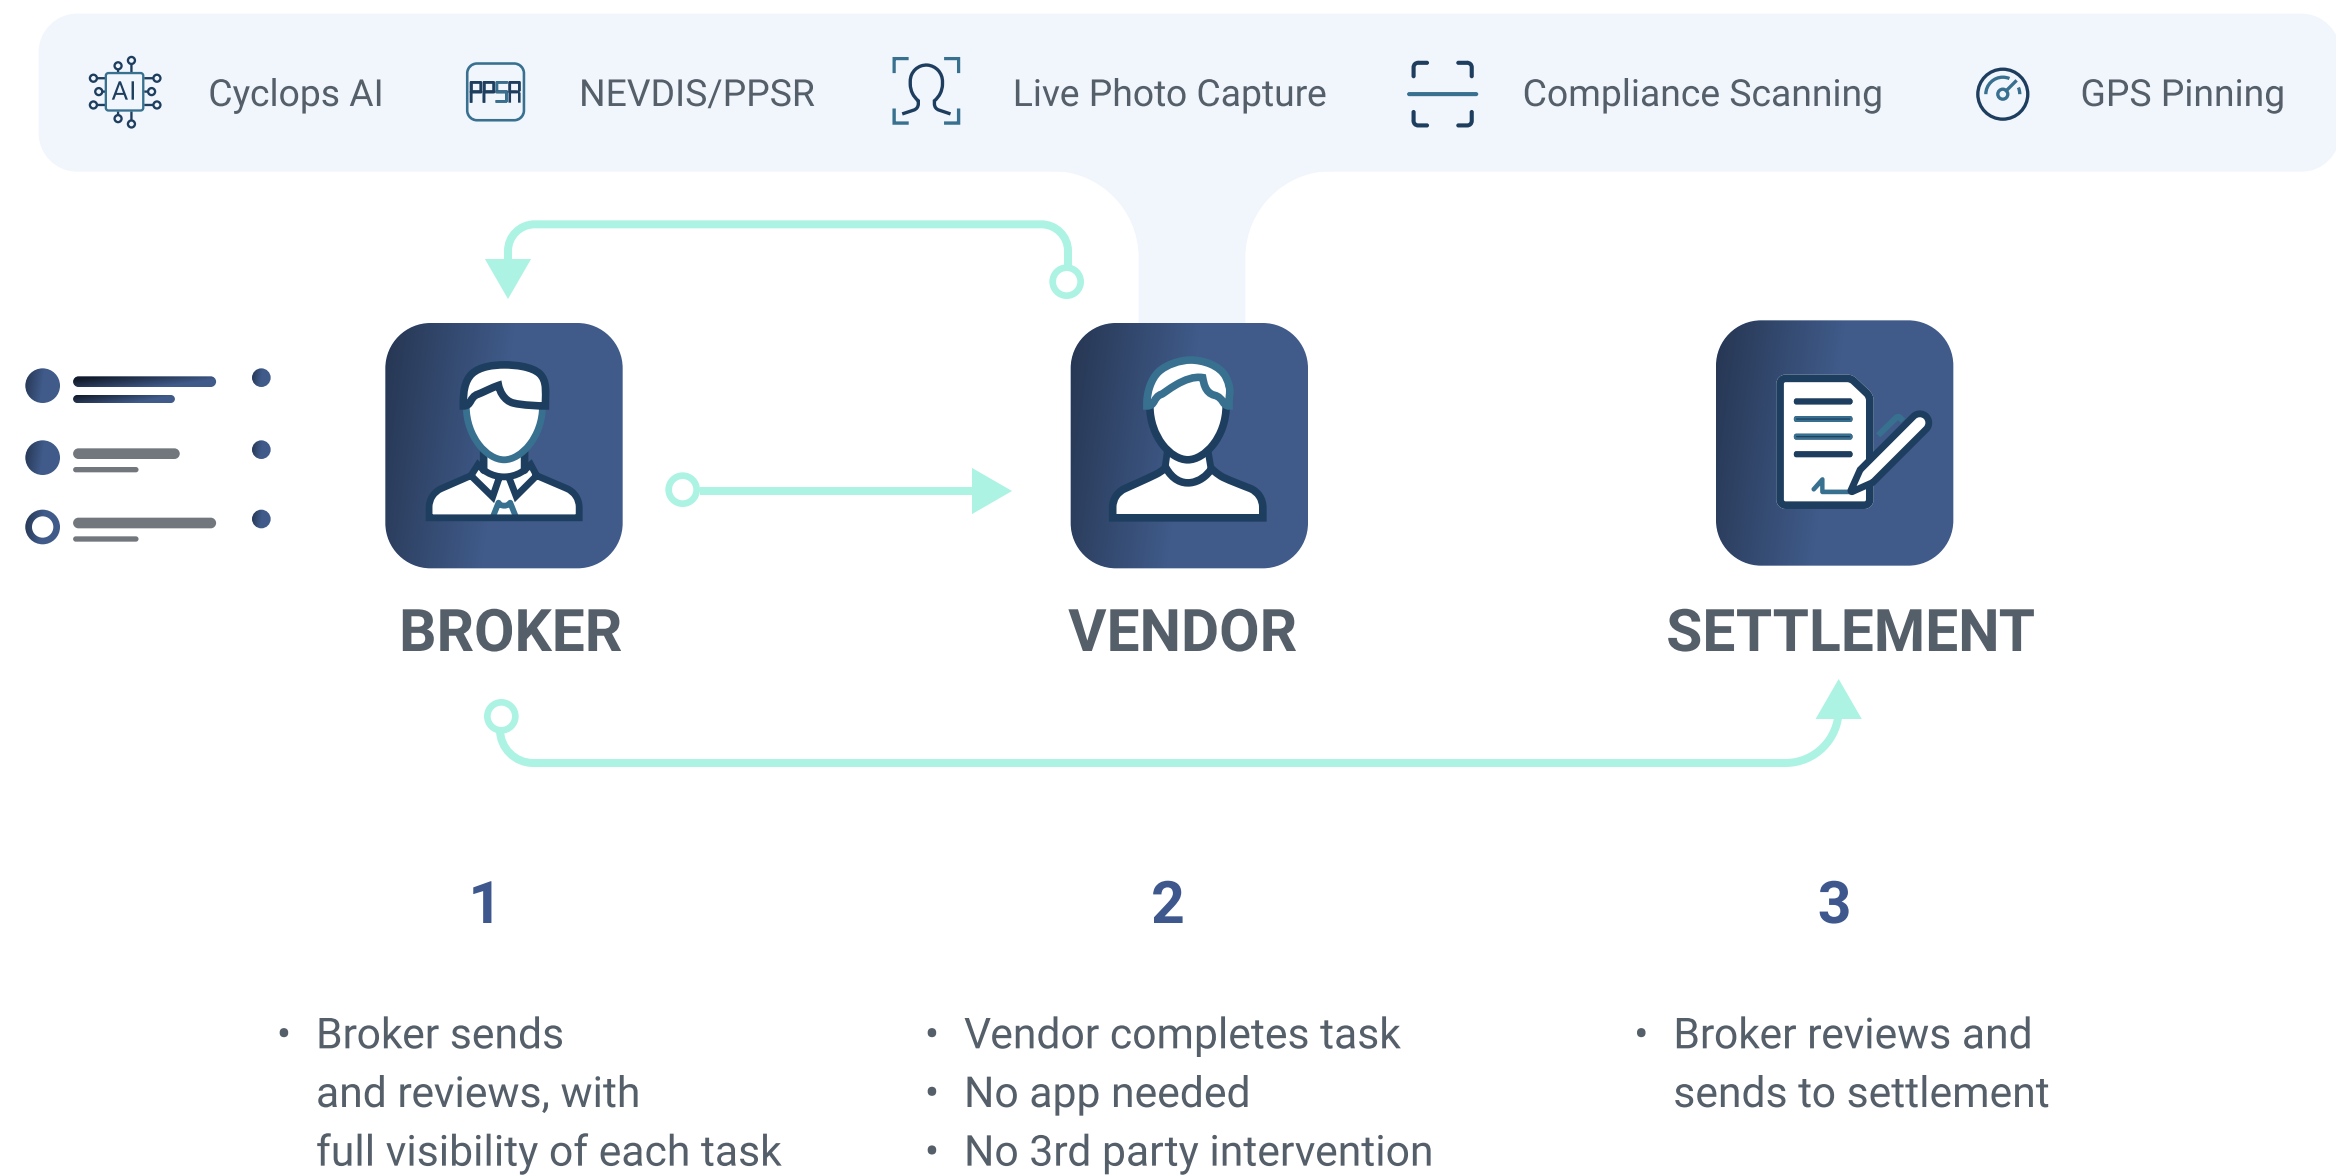 AI Cyclops AI PPSR NEVDIS/PPSR Live Photo Capture Compliance Scanning GPS Pinning
BROKER
VENDOR
SETTLEMENT
1
• Broker sends
and reviews, with
full visibility of each task
2
• Vendor completes task
• No app needed
• No 3rd party intervention
3
• Broker reviews and
sends to settlement